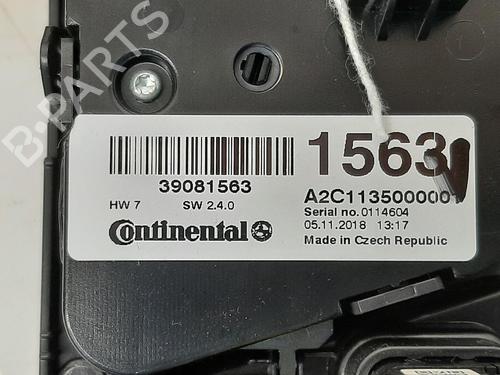 B-PARTS
1563
39081563
HW 7 SW 2.4.0
Continental
A2C1135000001
Serial no.0114604
05.11.2018 13:17
Made in Czech Republic